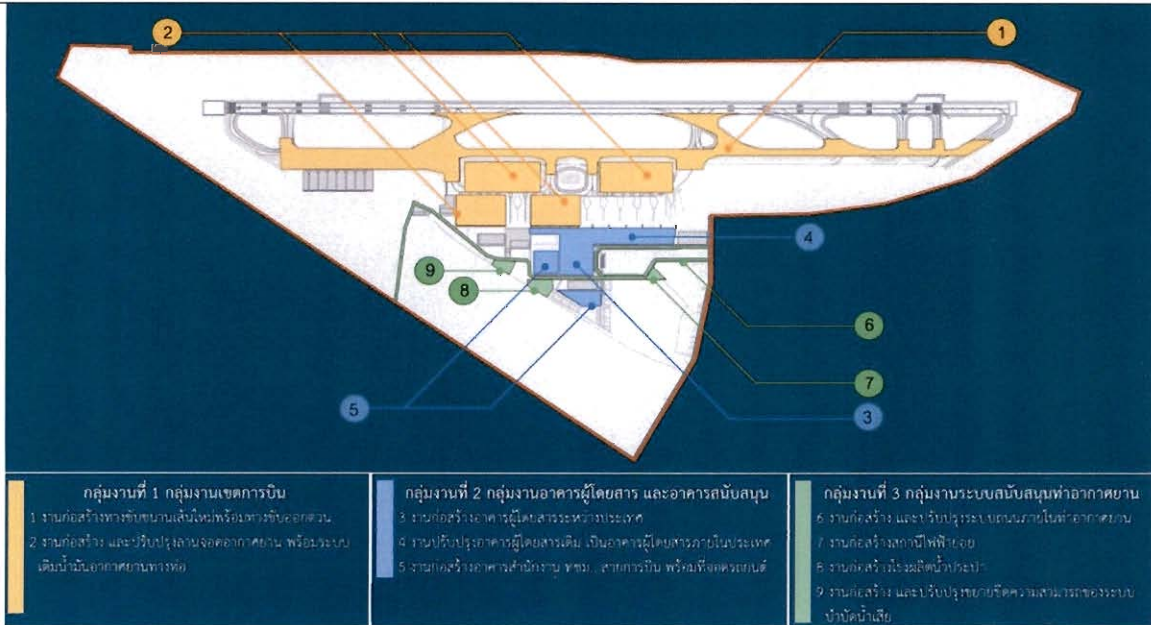 2
1
4
9
8
6
7
5
3
กลุ่มงานที่ 1 กลุ่มงานเขตการบิน
1 งานก่อสร้างทางขับขนานเส้นใหม่พร้อมทางขับออกด่วน
2 งานก่อสร้าง และปรับปรุงลานจอดอากาศยาน พร้อมระบบ
เติมน้ำมันอากาศยานทางท่อ
กลุ่มงานที่ 2 กลุ่มงานอาคารผู้โดยสาร และอาคารสนับสนุน
3 งานก่อสร้างอาคารผู้โดยสารระหว่างประเทศ
4 งานปรับปรุงอาคารผู้โดยสารเดิม เป็นอาคารผู้โดยสารภายในประเทศ
5 งานก่อสร้างอาคารสำนักงาน ทชม., สายการบิน พร้อมที่จอดรถยนต์
กลุ่มงานที่ 3 กลุ่มงานระบบสนับสนุนท่าอากาศยาน
6 งานก่อสร้าง และปรับปรุงระบบถนนภายในท่าอากาศยาน
7 งานก่อสร้างสถานีไฟฟ้าย่อย
8 งานก่อสร้างโรงผลิตน้ำประปา
9 งานก่อสร้าง และปรับปรุงขยายขีดความสามารถของระบบ
บำบัดน้ำเสีย